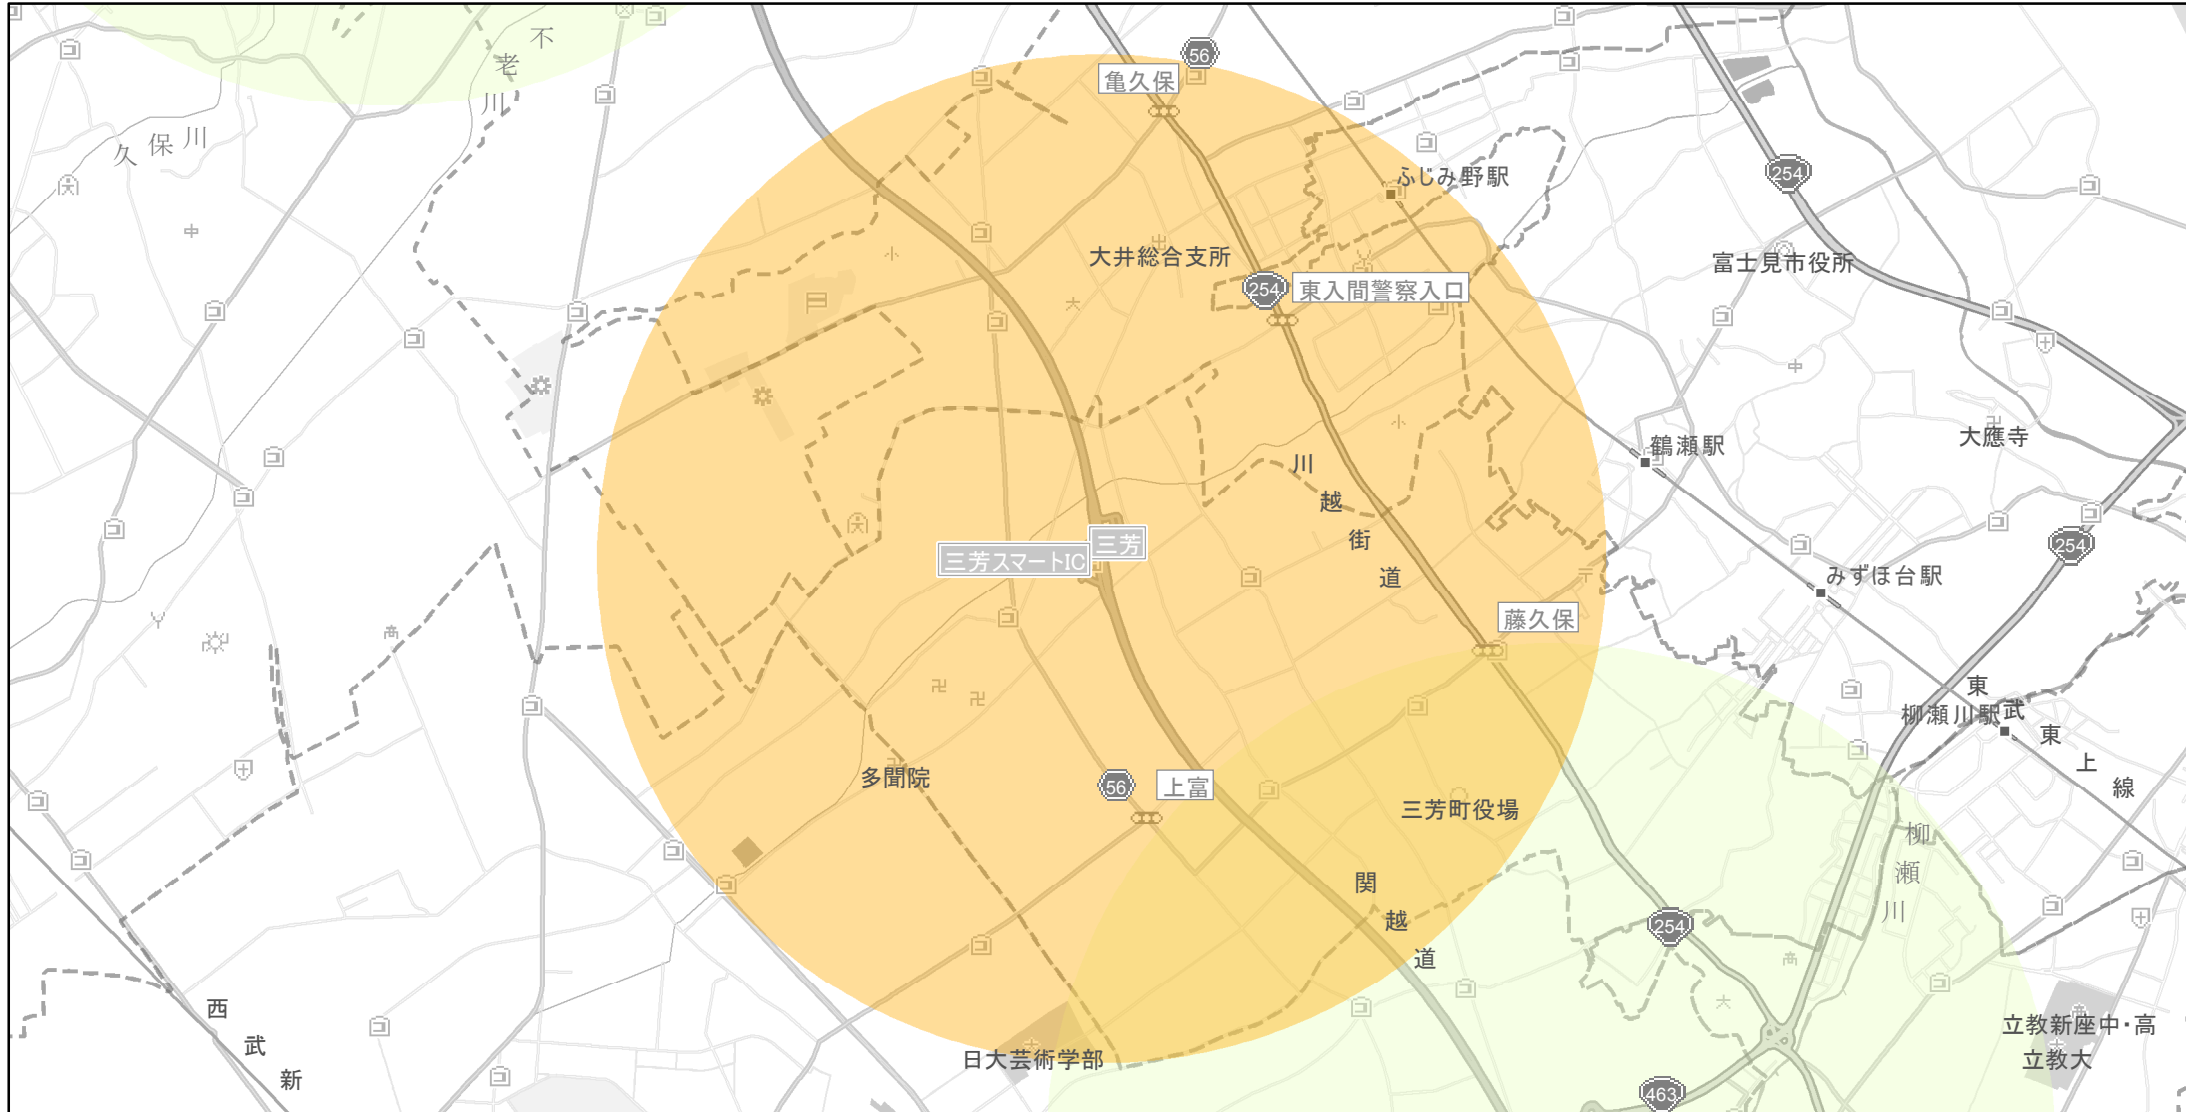 不老川
久保川
56
亀久保
ふじみ野駅
254
大井総合支所
富士見市役所
254
東入間警察入口
大應寺
鶴瀬駅
川越街道
三芳
三芳スマートIC
254
みずほ台駅
藤久保
東武東上線
柳瀬川駅
多聞院
56
上富
三芳町役場
柳瀬川
関越道
254
西武新
日大芸術学部
立教新座中・高
立教大
463